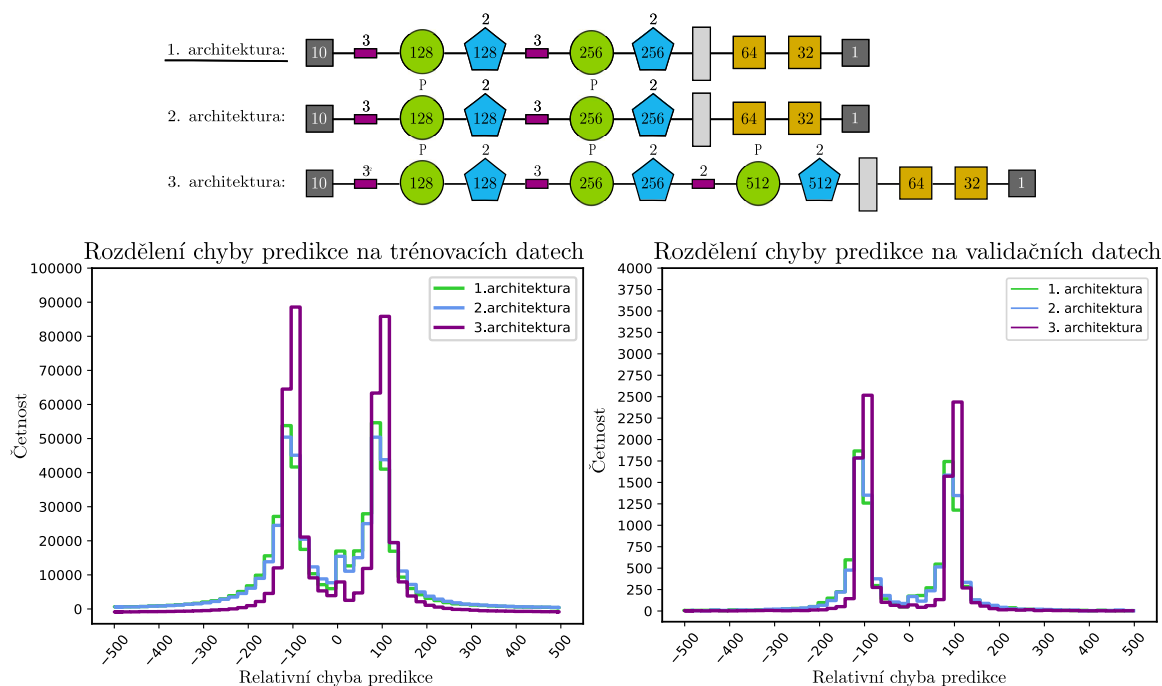 2 2
3 3
1. architektura: 10 128 128 256 256 64 32 1
P 2 P 2
3 3
2. architektura: 10 128 128 256 256 64 32 1
P 2 P 2 P 2
3 3 2
3. architektura: 10 128 128 256 256 512 512 64 32 1
Rozdělení chyby predikce na trénovacích datech
100000
90000
80000
70000
60000
50000
40000
30000
20000
10000
0
Četnost
1.architektura
2.architektura
3.architektura
−500 −400 −300 −200 −100 0 100 200 300 400 500
Relativní chyba predikce
Rozdělení chyby predikce na validačních datech
4000
3750
3500
3250
3000
2750
2500
2250
2000
1750
1500
1250
1000
750
500
250
0
Četnost
1. architektura
2. architektura
3. architektura
−500 −400 −300 −200 −100 0 100 200 300 400 500
Relativní chyba predikce